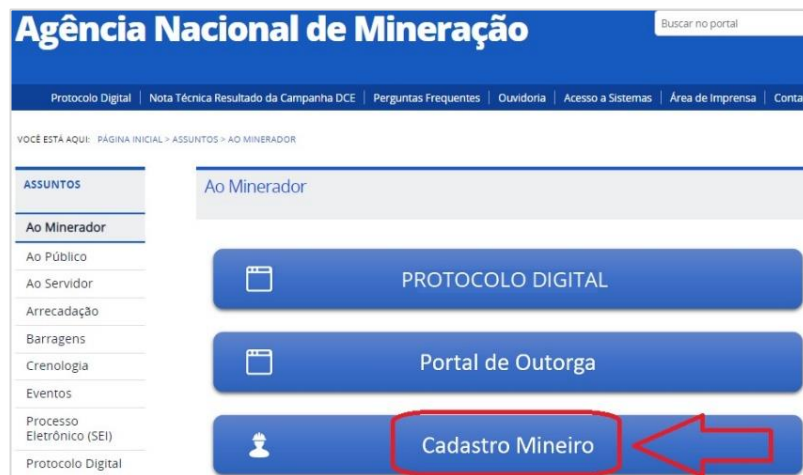 Agência Nacional de Mineração
Buscar no portal
Protocolo Digital | Nota Técnica Resultado da Campanha DCE | Perguntas Frequentes | Ouvidoria | Acesso a Sistemas | Área de Imprensa | Conta
VOCÊ ESTÁ AQUI: PÁGINA INICIAL > ASSUNTOS > AO MINERADOR
ASSUNTOS
Ao Minerador
Ao Público
Ao Servidor
Arrecadação
Barragens
Crenologia
Eventos
Processo
Eletrônico (SEI)
Protocolo Digital
Ao Minerador
PROTOCOLO DIGITAL
Portal de Outorga
Cadastro Mineiro